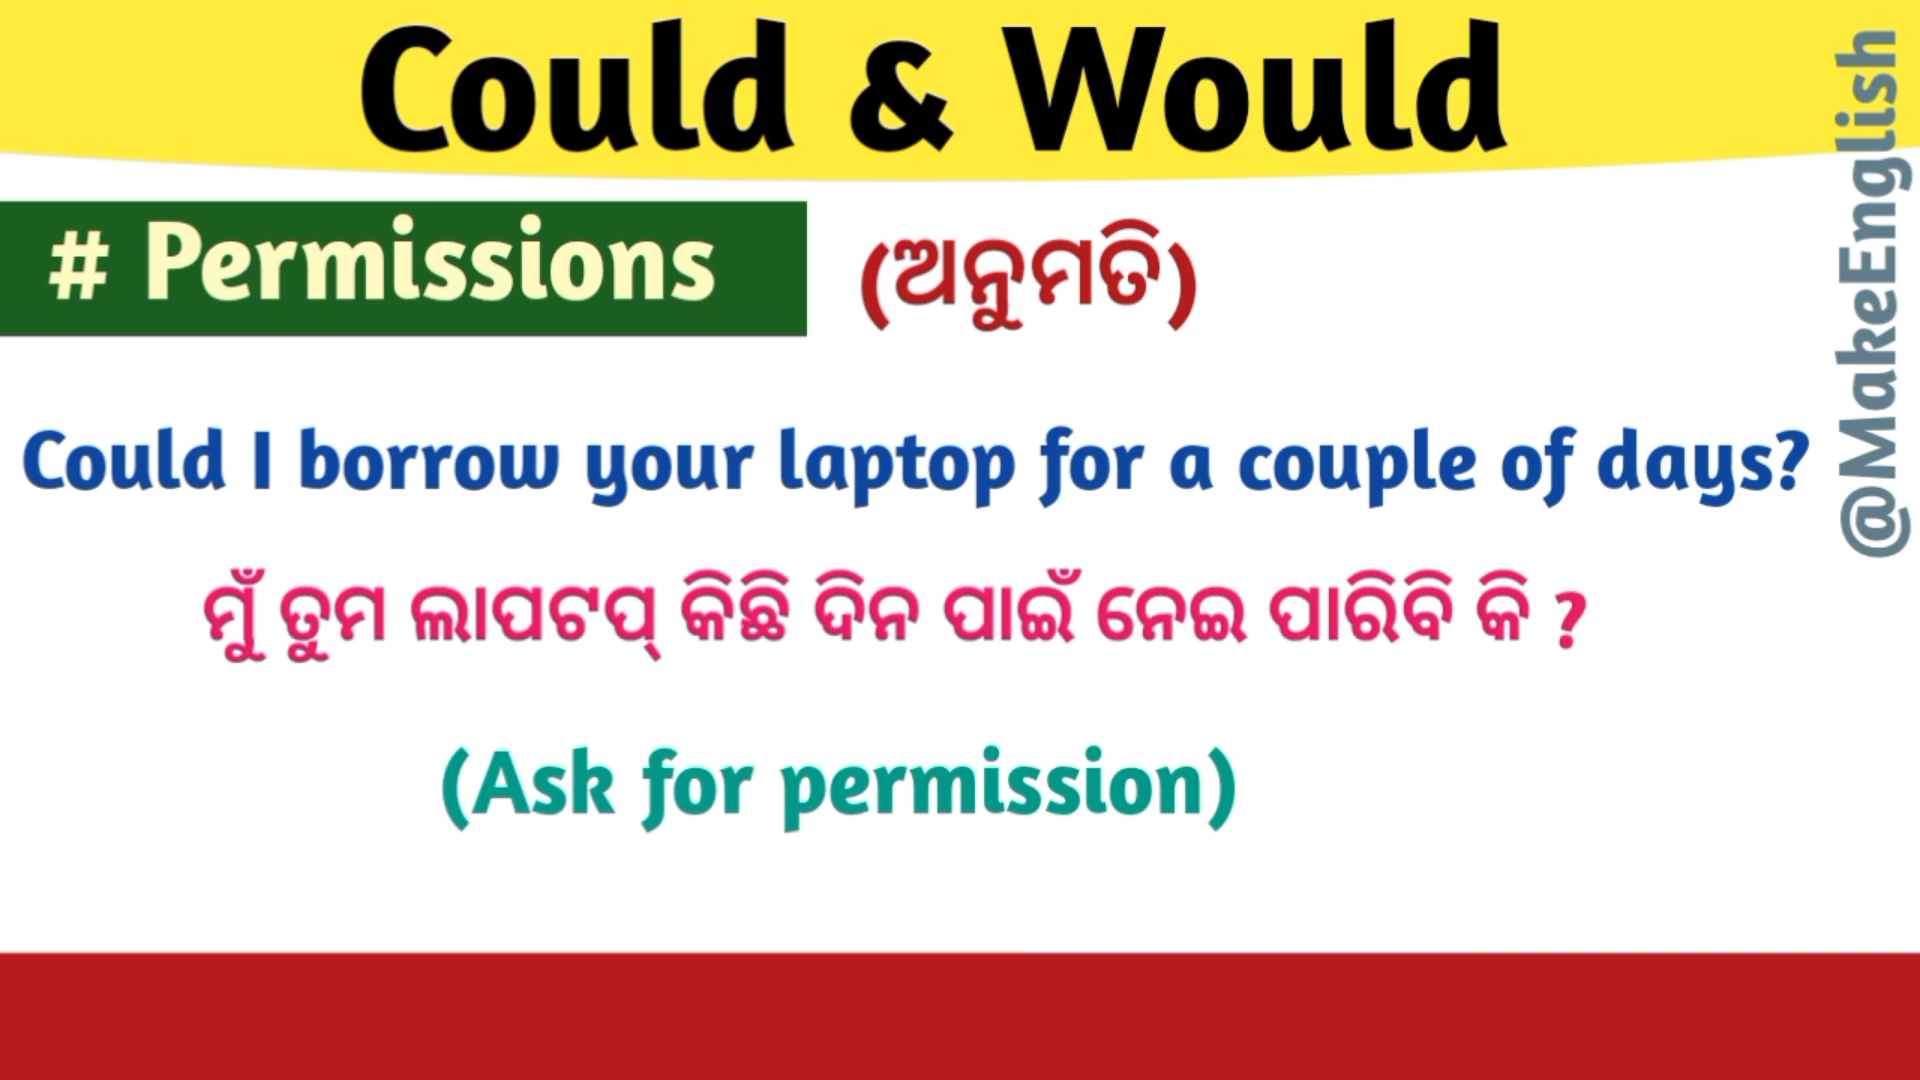 Could & Would
# Permissions (ଅନୁମତି)
Could I borrow your laptop for a couple of days?
ମୁଁ ତୁମ ଲାପଟପ୍ କିଛି ଦିନ ପାଇଁ ନେଇ ପାରିବି କି ?
(Ask for permission)
@MakeEnglish